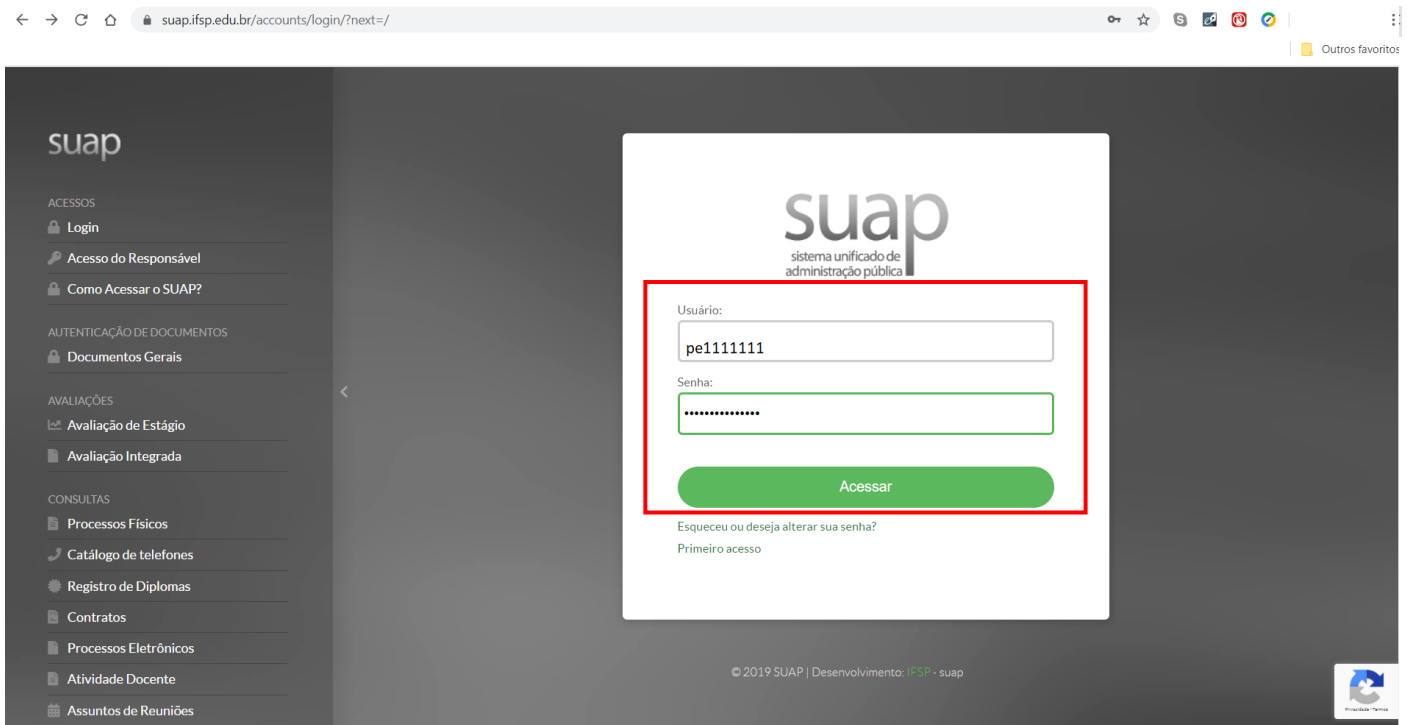 suap.ifsp.edu.br/accounts/login/?next=/
Outros favoritos
suap
ACESSOS
Login
Acesso do Responsável
Como Acessar o SUAP?
AUTENTICAÇÃO DE DOCUMENTOS
Documentos Gerais
AVALIAÇÕES
Avaliação de Estágio
Avaliação Integrada
CONSULTAS
Processos Físicos
Catálogo de telefones
Registro de Diplomas
Contratos
Processos Eletrônicos
Atividade Docente
Assuntos de Reuniões
suap
sistema unificado de
administração pública
Usuário:
pe1111111
Senha:
•••••••••••••••
Acessar
Esqueceu ou deseja alterar sua senha?
Primeiro acesso
© 2019 SUAP | Desenvolvimento: IFSP - suap
Privacidade - Termos